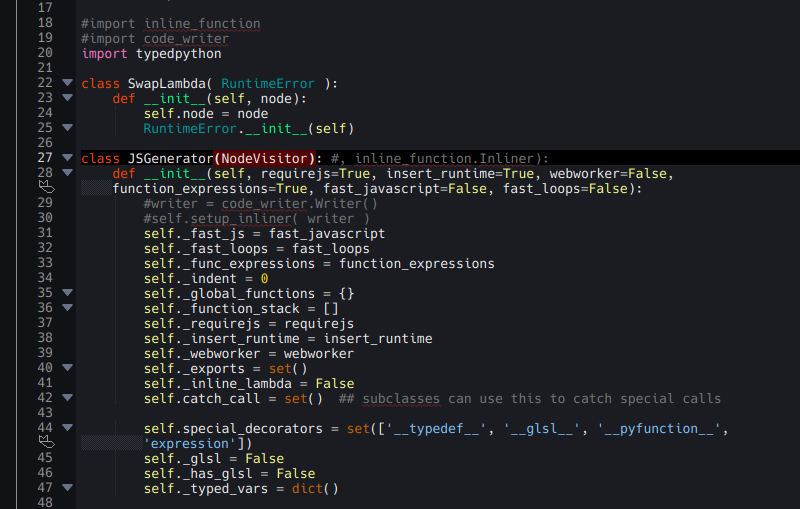 17
18 #import inline_function
19 #import code_writer
20 import typedpython
21
22 class SwapLambda( RuntimeError ):
23     def __init__(self, node):
24         self.node = node
25         RuntimeError.__init__(self)
26
27 class JSGenerator(NodeVisitor): #, inline_function.Inliner):
28     def __init__(self, requirejs=True, insert_runtime=True, webworker=False,
    function_expressions=True, fast_javascript=False, fast_loops=False):
29         #writer = code_writer.Writer()
30         #self.setup_inliner( writer )
31         self._fast_js = fast_javascript
32         self._fast_loops = fast_loops
33         self._func_expressions = function_expressions
34         self._indent = 0
35         self._global_functions = {}
36         self._function_stack = []
37         self._requirejs = requirejs
38         self._insert_runtime = insert_runtime
39         self._webworker = webworker
40         self._exports = set()
41         self._inline_lambda = False
42         self.catch_call = set()  ## subclasses can use this to catch special calls
43
44         self.special_decorators = set(['__typedef__', '__glsl__', '__pyfunction__',
        'expression'])
45         self._glsl = False
46         self._has_glsl = False
47         self._typed_vars = dict()
48